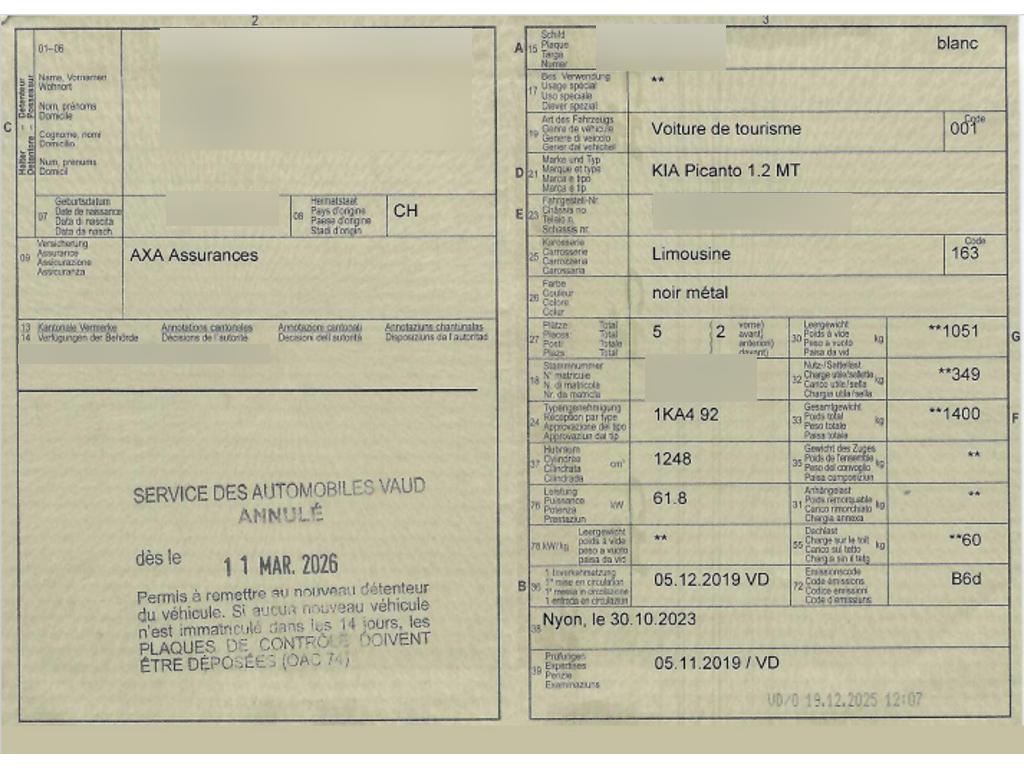 2
3
01-06
Name, Vornamen
Wohnort
Nom, prénoms
Domicile
Cognome, nomi
Domicilio
Num, prenums
Domicil
C
07
Geburtsdatum
Date de naissance
Data di nascita
Data da nasch.
08
Heimatstaat
Pays d'origine
Paese d'origine
Stadi d'origin
CH
09
Versicherung
Assurance
Assicurazione
Assicuranza
AXA Assurances
13
14
Kantonale Vermerke
Verfügungen der Behörde
Annotations cantonales
Décisions de l'autorité
Annotazioni cantonali
Decisioni dell'autorità
Annotaziuns chantunalas
Disposiziuns da l'autoritad
SERVICE DES AUTOMOBILES VAUD
ANNULÉ
dès le 11 MAR. 2026
Permis à remettre au nouveau détenteur
du véhicule. Si aucun nouveau véhicule
n'est immatriculé dans les 14 jours, les
PLAQUES DE CONTRÔLE DOIVENT
ÊTRE DÉPOSÉES (OAC 74)
A
15
Schild
Plaque
Targa
Numer
blanc
17
Bes. Verwendung
Usage spécial
Uso speciale
Diever spezial
**
19
Art des Fahrzeugs
Genre de véhicule
Genere di veicolo
Gener dal vehichel
Voiture de tourisme
Code
001
D
21
Marke und Typ
Marque et type
Marca e tipo
Marca e tip
KIA Picanto 1.2 MT
E
23
Fahrgestell-Nr.
Châssis no
Telaio n.
Schassis nr.
25
Karosserie
Carrosserie
Carrozzeria
Carossaria
Limousine
Code
163
26
Farbe
Couleur
Colore
Colur
noir métal
27
Plätze: Total
Places: Total
Posti: Totale
Plazs: Total
5
2
vorne)
avant)
anteriori)
davant)
30
Leergewicht
Poids à vide
Peso a vuoto
Paisa da vid
kg
**1051
G
18
Stammnummer
N° matricule
N. di matricola
Nr. da matricla
32
Nutz-/Sattellast
Charge utile/sellette
Carico utile/sella
Chargia utila/sella
kg
**349
24
Typengenehmigung
Réception par type
Approvazione del tipo
Approvaziun dal tip
1KA4 92
33
Gesamtgewicht
Poids total
Peso totale
Paisa totala
kg
**1400
F
37
Hubraum
Cylindrée
Cilindrata
Cilindrada
cm³
1248
35
Gewicht des Zuges
Poids de l'ensemble
Peso del convoglio
Paisa cumposiziun
kg
**
76
Leistung
Puissance
Potenza
Prestaziun
kW
61.8
31
Anhängelast
Poids remorquable
Carico rimorchiato
Chargia annexa
kg
**
78 kW/kg
Leergewicht
poids à vide
peso a vuoto
paisa da vid
**
55
Dachlast
Charge sur le toit
Carico sul tetto
Chargia sin il tetg
kg
**60
B
36
1. Inverkehrsetzung
1re mise en circulation
1a messa in circolazione
1. entrada en circulaziun
05.12.2019 VD
72
Emissionscode
Code émissions
Codice emissioni
Code d'emissiuns
B6d
38
Nyon, le 30.10.2023
39
Prüfungen
Expertises
Perizie
Examinaziuns
05.11.2019 / VD
VD/0 19.12.2025 12:07